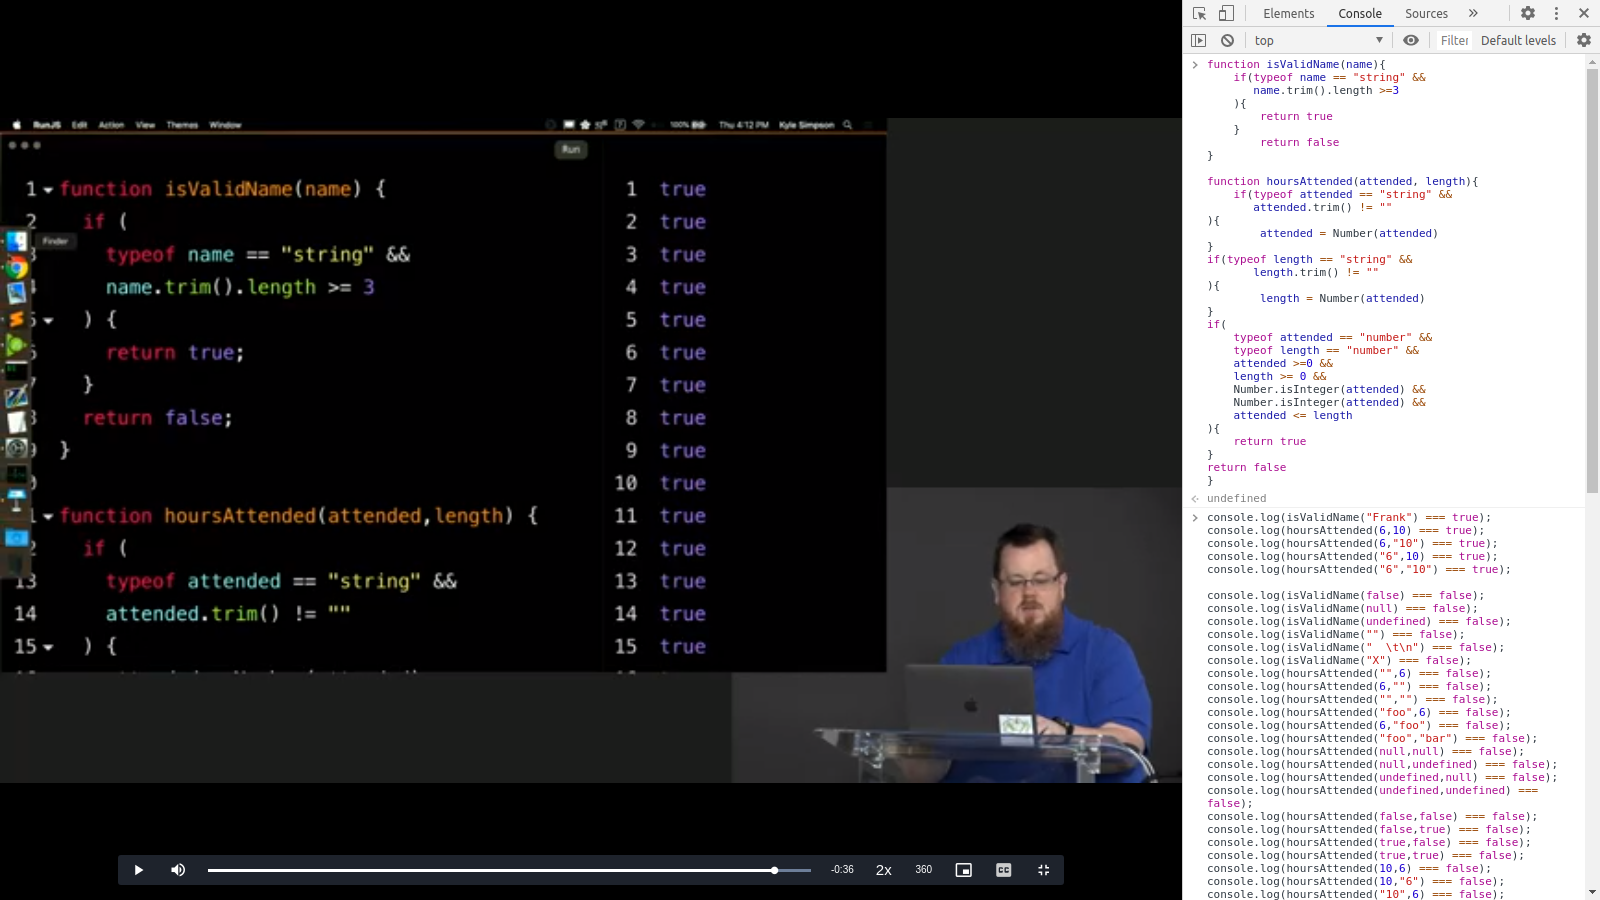 RunJS Edit Action View Themes Window
100% Thu 4:12 PM Kyle Simpson
Run
1 function isValidName(name) {
2 if (
typeof name == "string" &&
name.trim().length >= 3
) {
return true;
}
return false;
}
function hoursAttended(attended,length) {
if (
13 typeof attended == "string" &&
14 attended.trim() != ""
15 ) {
Finder
1 true
2 true
3 true
4 true
5 true
6 true
7 true
8 true
9 true
10 true
11 true
12 true
13 true
14 true
15 true
-0:36 2x 360 CC
Elements Console Sources »
top Filter Default levels
function isValidName(name){
if(typeof name == "string" &&
name.trim().length >=3
){
return true
}
return false
}
function hoursAttended(attended, length){
if(typeof attended == "string" &&
attended.trim() != ""
){
attended = Number(attended)
}
if(typeof length == "string" &&
length.trim() != ""
){
length = Number(attended)
}
if(
typeof attended == "number" &&
typeof length == "number" &&
attended >=0 &&
length >= 0 &&
Number.isInteger(attended) &&
Number.isInteger(attended) &&
attended <= length
){
return true
}
return false
}
undefined
console.log(isValidName("Frank") === true);
console.log(hoursAttended(6,10) === true);
console.log(hoursAttended(6,"10") === true);
console.log(hoursAttended("6",10) === true);
console.log(hoursAttended("6","10") === true);
console.log(isValidName(false) === false);
console.log(isValidName(null) === false);
console.log(isValidName(undefined) === false);
console.log(isValidName("") === false);
console.log(isValidName("  \t\n") === false);
console.log(isValidName("X") === false);
console.log(hoursAttended("",6) === false);
console.log(hoursAttended(6,"") === false);
console.log(hoursAttended("","") === false);
console.log(hoursAttended("foo",6) === false);
console.log(hoursAttended(6,"foo") === false);
console.log(hoursAttended("foo","bar") === false);
console.log(hoursAttended(null,null) === false);
console.log(hoursAttended(null,undefined) === false);
console.log(hoursAttended(undefined,null) === false);
console.log(hoursAttended(undefined,undefined) ===
false);
console.log(hoursAttended(false,false) === false);
console.log(hoursAttended(false,true) === false);
console.log(hoursAttended(true,false) === false);
console.log(hoursAttended(true,true) === false);
console.log(hoursAttended(10,6) === false);
console.log(hoursAttended(10,"6") === false);
console.log(hoursAttended("10",6) === false);